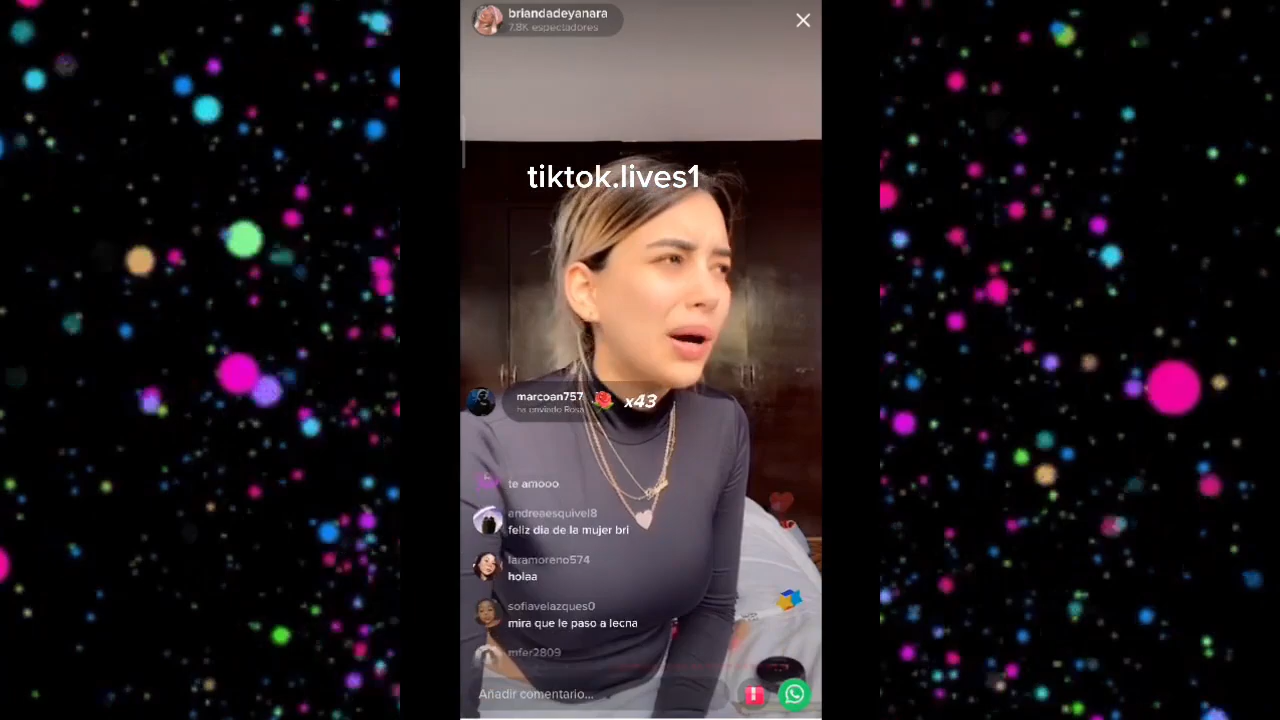 briandadeyanara
7.8K espectadores
tiktok.lives1
marcoan757
ha enviado Rosa
x43
te amooo
andreaesquivel8
feliz dia de la mujer bri
laramoreno574
holaa
sofiavelazques0
mira que le paso a lecna
mfer2809
Añadir comentario...